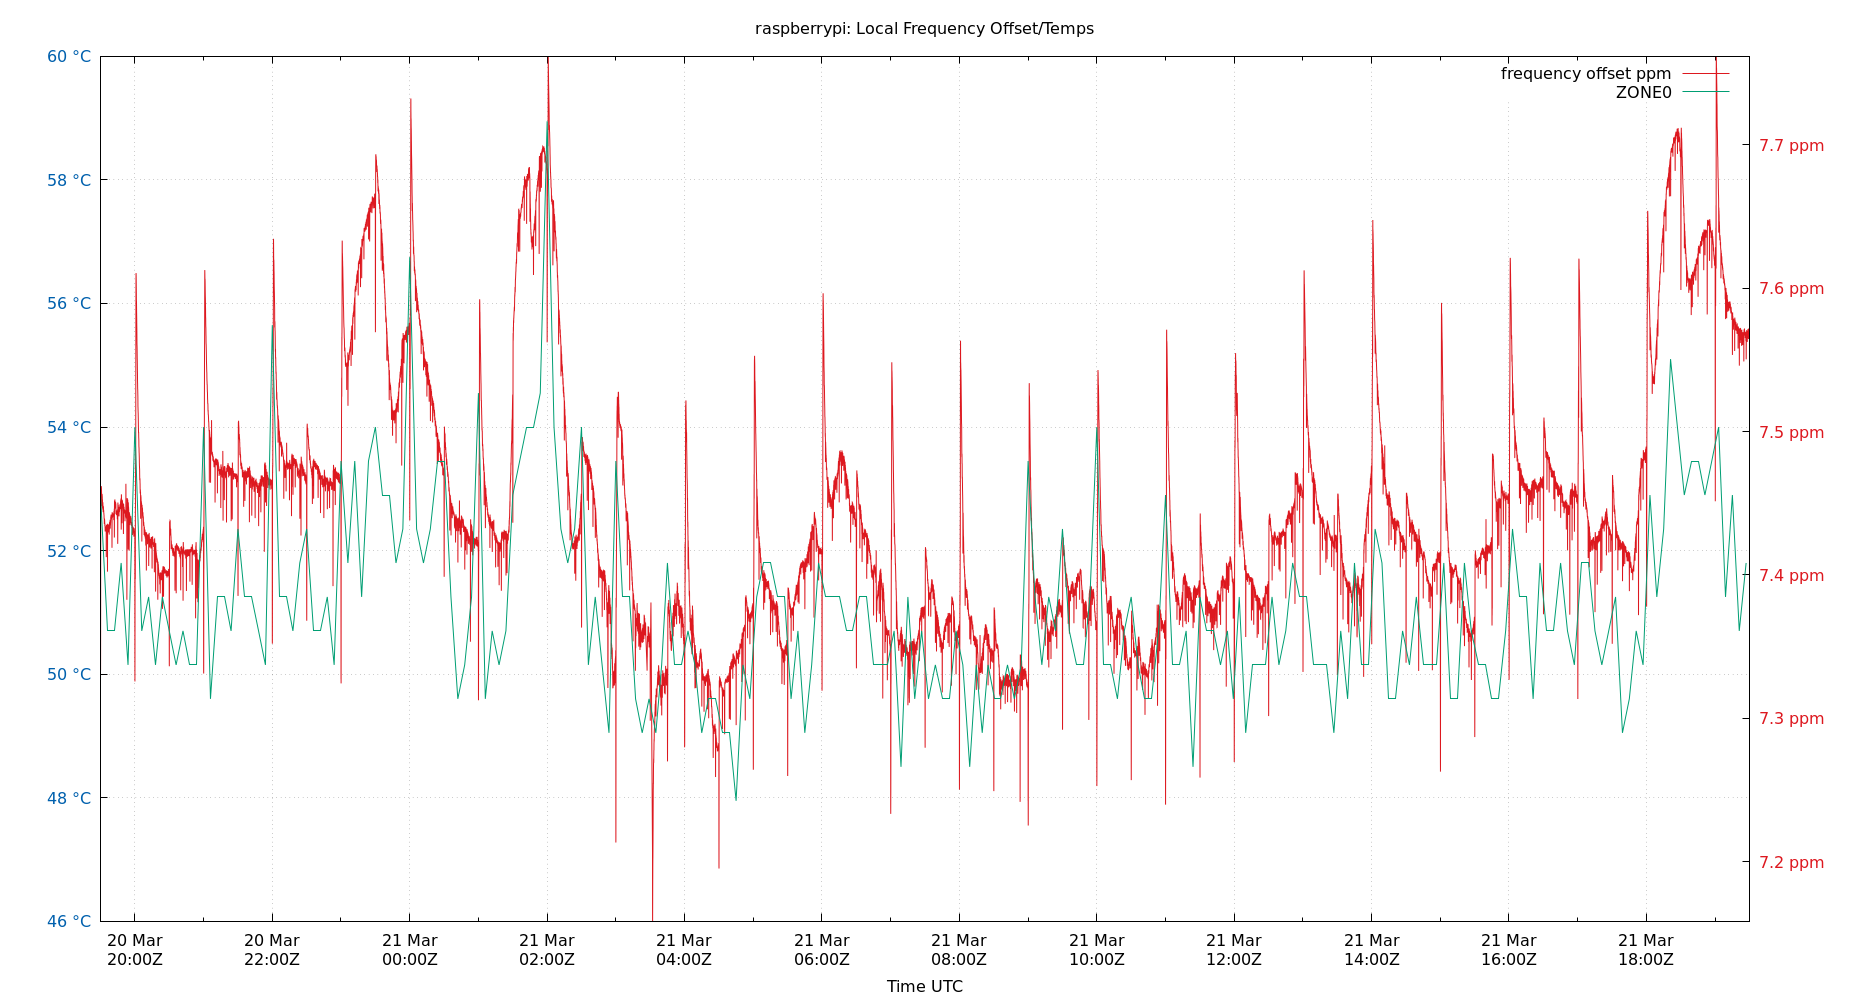 raspberrypi: Local Frequency Offset/Temps
60 °C
58 °C
56 °C
54 °C
52 °C
50 °C
48 °C
46 °C
frequency offset ppm
ZONE0
7.7 ppm
7.6 ppm
7.5 ppm
7.4 ppm
7.3 ppm
7.2 ppm
20 Mar
20:00Z
20 Mar
22:00Z
21 Mar
00:00Z
21 Mar
02:00Z
21 Mar
04:00Z
21 Mar
06:00Z
21 Mar
08:00Z
21 Mar
10:00Z
21 Mar
12:00Z
21 Mar
14:00Z
21 Mar
16:00Z
21 Mar
18:00Z
Time UTC